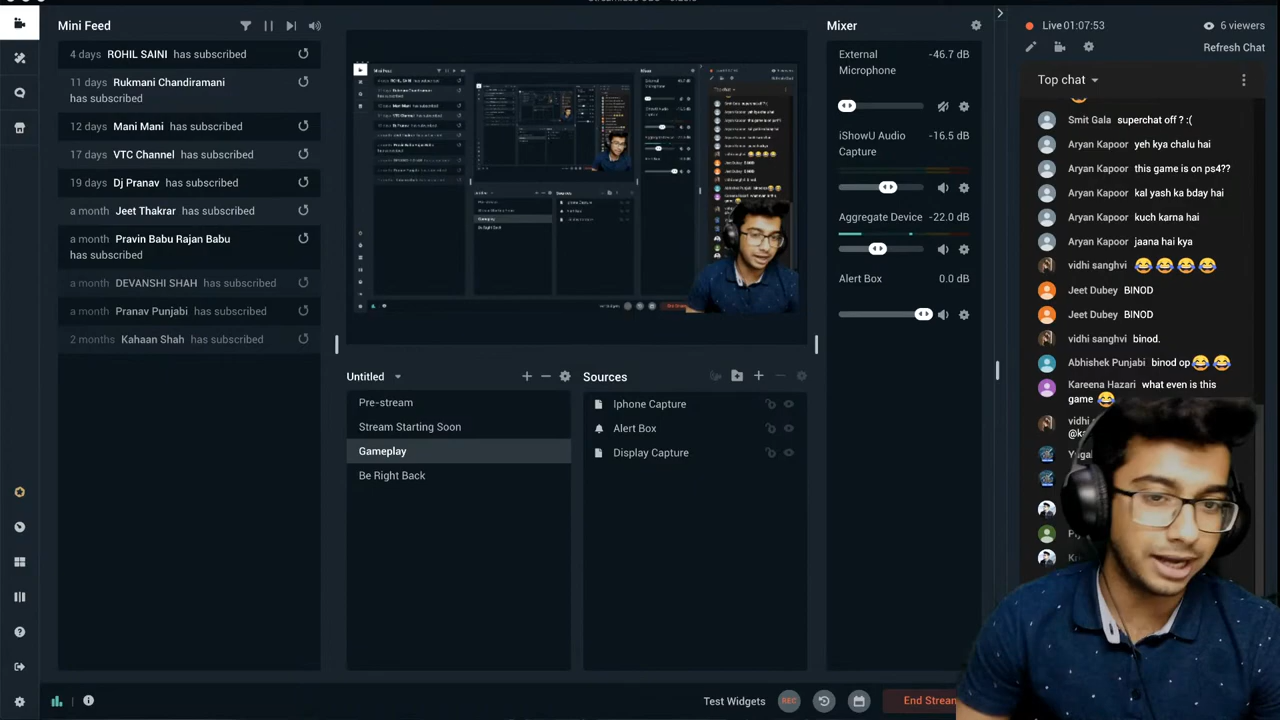 Mini Feed
4 days ROHIL SAINI has subscribed
11 days Rukmani Chandiramani
has subscribed
12 days Mani Mani has subscribed
17 days VTC Channel has subscribed
19 days Dj Pranav has subscribed
a month Jeet Thakrar has subscribed
a month Pravin Babu Rajan Babu
has subscribed
a month DEVANSHI SHAH has subscribed
a month Pranav Punjabi has subscribed
2 months Kahaan Shah has subscribed
Untitled
Pre-stream
Stream Starting Soon
Gameplay
Be Right Back
Sources
Iphone Capture
Alert Box
Display Capture
Mixer
External
Microphone
-46.7 dB
iShowU Audio
Capture
-16.5 dB
Aggregate Device -22.0 dB
Alert Box 0.0 dB
Live 01:07:53 6 viewers
Refresh Chat
Top chat
Smit Gala superchat off ? :(
Aryan Kapoor yeh kya chalu hai
Aryan Kapoor this game is on ps4??
Aryan Kapoor kal yash ka bday hai
Aryan Kapoor kuch karna hai
Aryan Kapoor jaana hai kya
vidhi sanghvi 😂😂😂😂
Jeet Dubey BINOD
Jeet Dubey BINOD
vidhi sanghvi binod.
Abhishek Punjabi binod op😂😂
Kareena Hazari what even is this
game 😂
vidhi
Test Widgets REC End Stream